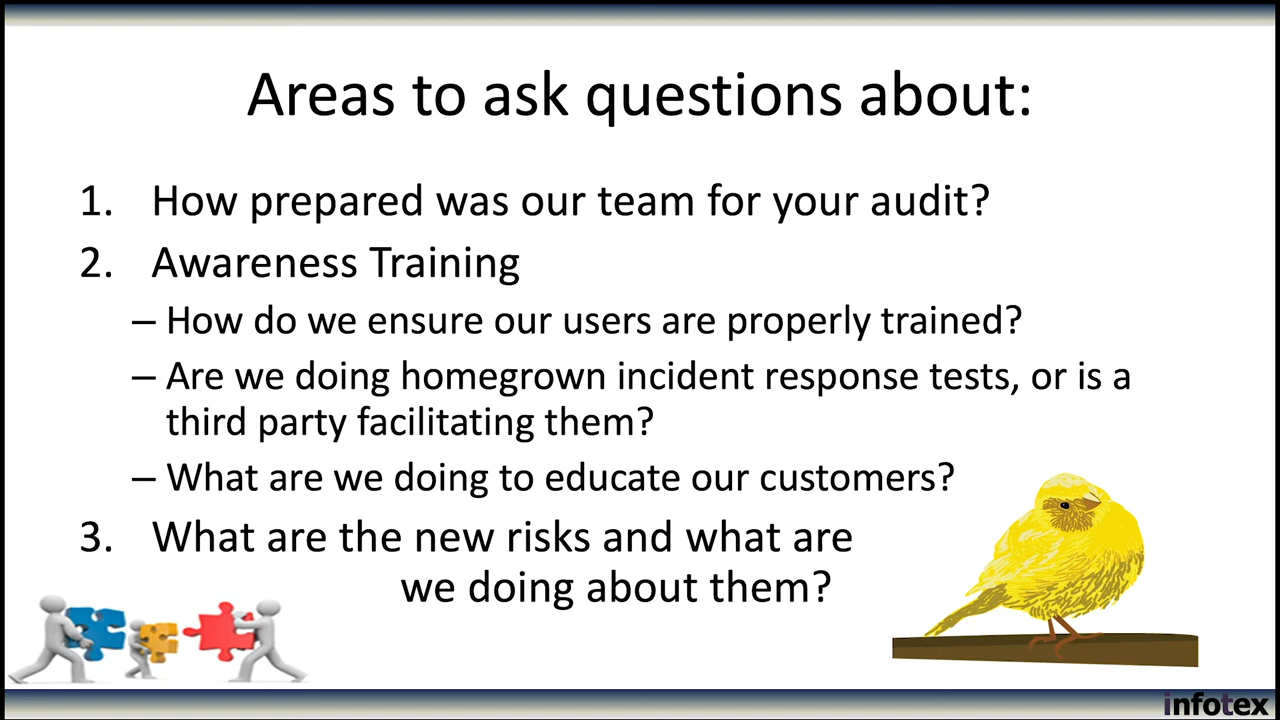 Areas to ask questions about:
1. How prepared was our team for your audit?
2. Awareness Training
– How do we ensure our users are properly trained?
– Are we doing homegrown incident response tests, or is a
third party facilitating them?
– What are we doing to educate our customers?
3. What are the new risks and what are
we doing about them?
infotex